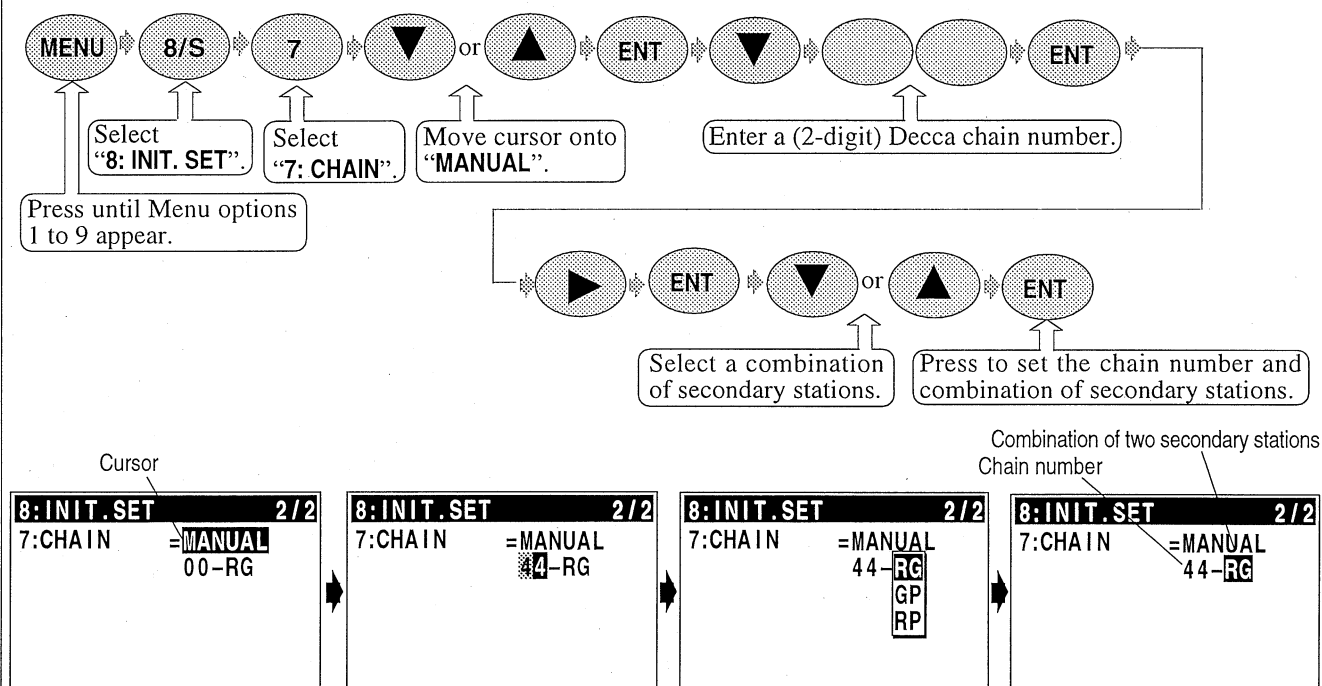 MENU 8/S 7 ▼ or ▲ ENT ▼ ENT
Select
“8: INIT. SET”.
Select
“7: CHAIN”.
Move cursor onto
“MANUAL”.
Enter a (2-digit) Decca chain number.
Press until Menu options
1 to 9 appear.
▶ ENT ▼ or ▲ ENT
Select a combination
of secondary stations.
Press to set the chain number and
combination of secondary stations.
Cursor
8:INIT.SET 2/2
7:CHAIN =MANUAL
00-RG
8:INIT.SET 2/2
7:CHAIN =MANUAL
44-RG
8:INIT.SET 2/2
7:CHAIN =MANUAL
44-RG
GP
RP
Combination of two secondary stations
Chain number
8:INIT.SET 2/2
7:CHAIN =MANUAL
44-RG